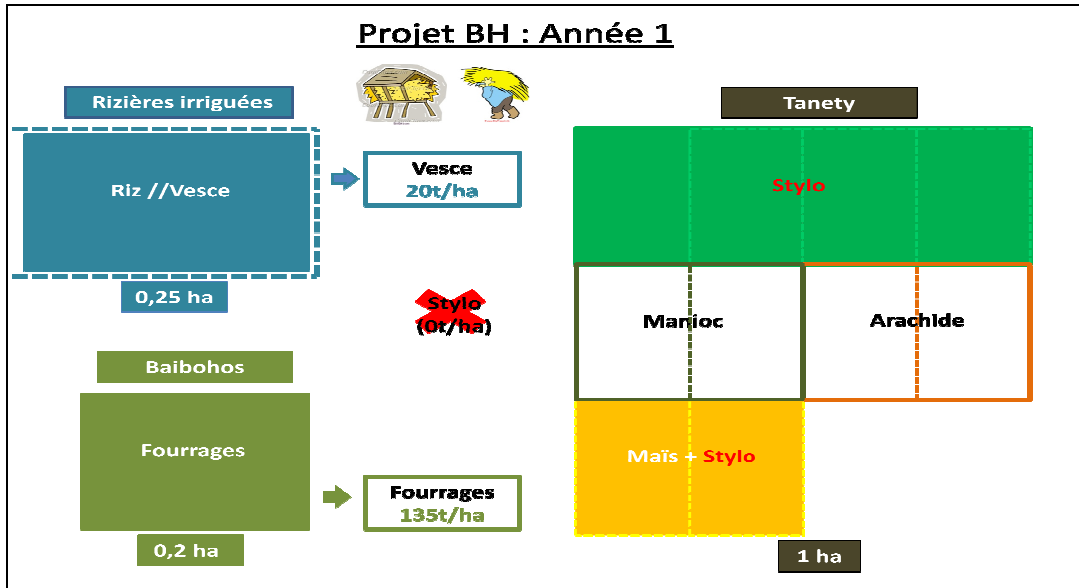 Projet BH : Année 1
Rizières irriguées
Riz //Vesce
0,25 ha
Vesce
20t/ha
Stylo
(0t/ha)
Baibohos
Fourrages
0,2 ha
Fourrages
135t/ha
Tanety
Stylo
Manioc
Arachide
Maïs + Stylo
1 ha